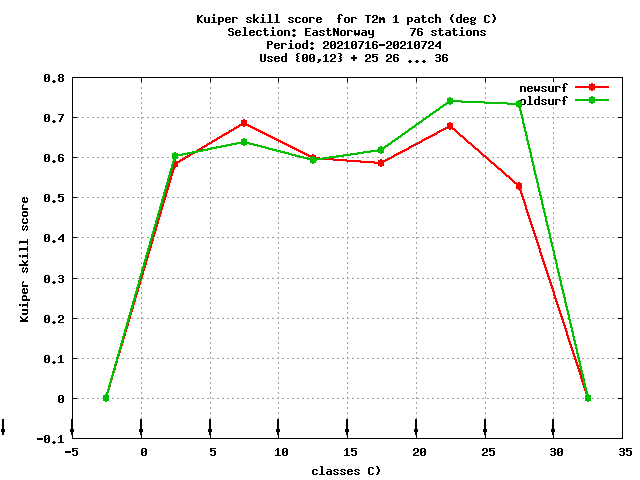 Kuiper skill score  for T2m 1 patch (deg C)
Selection: EastNorway     76 stations
Period: 20210716-20210724
Used {00,12} + 25 26 ... 36
newsurf
oldsurf
0.8
0.7
0.6
0.5
0.4
0.3
0.2
0.1
0
-0.1
Kuiper skill score
-5 0 5 10 15 20 25 30 35
classes C)